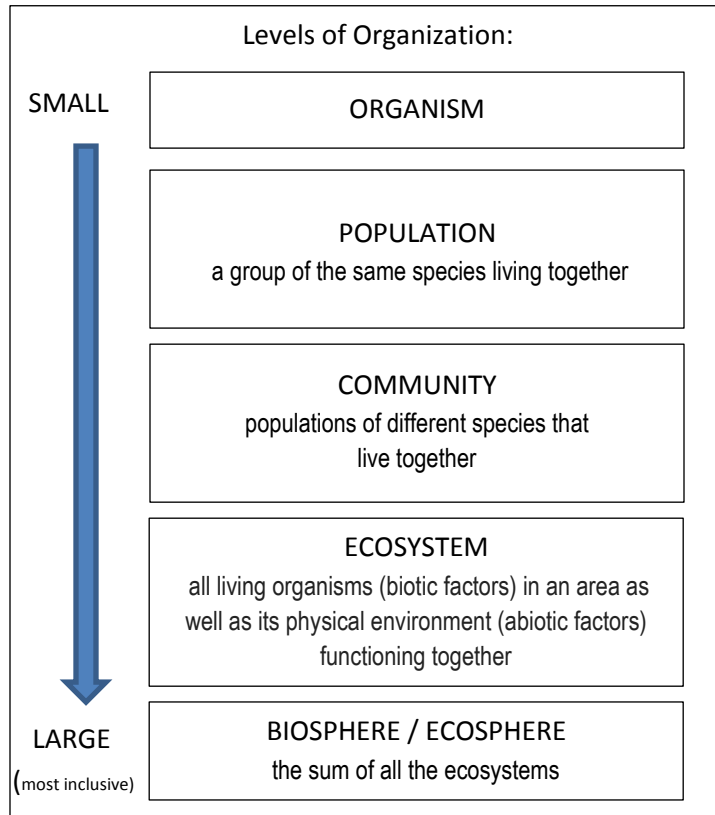 Levels of Organization:
SMALL
ORGANISM
POPULATION
a group of the same species living together
COMMUNITY
populations of different species that
live together
ECOSYSTEM
all living organisms (biotic factors) in an area as
well as its physical environment (abiotic factors)
functioning together
LARGE
(most inclusive)
BIOSPHERE / ECOSPHERE
the sum of all the ecosystems